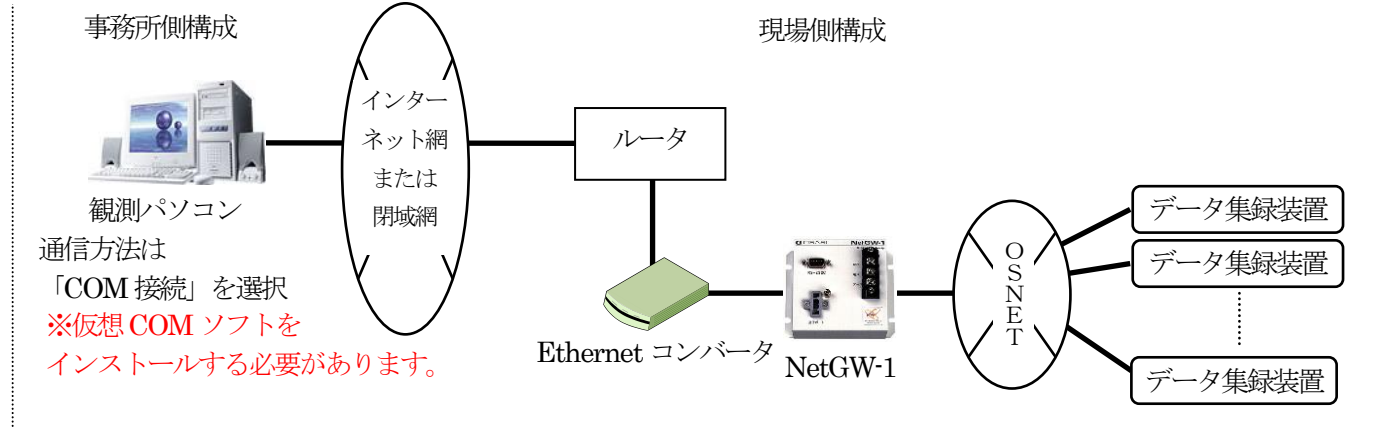 事務所側構成
現場側構成
インター
ネット網
または
閉域網
ルータ
観測パソコン
通信方法は
「COM 接続」を選択
※仮想 COM ソフトを
インストールする必要があります。
Ethernet コンバータ
NetGW-1
NetGW-1
OSNET
データ集録装置
データ集録装置
データ集録装置